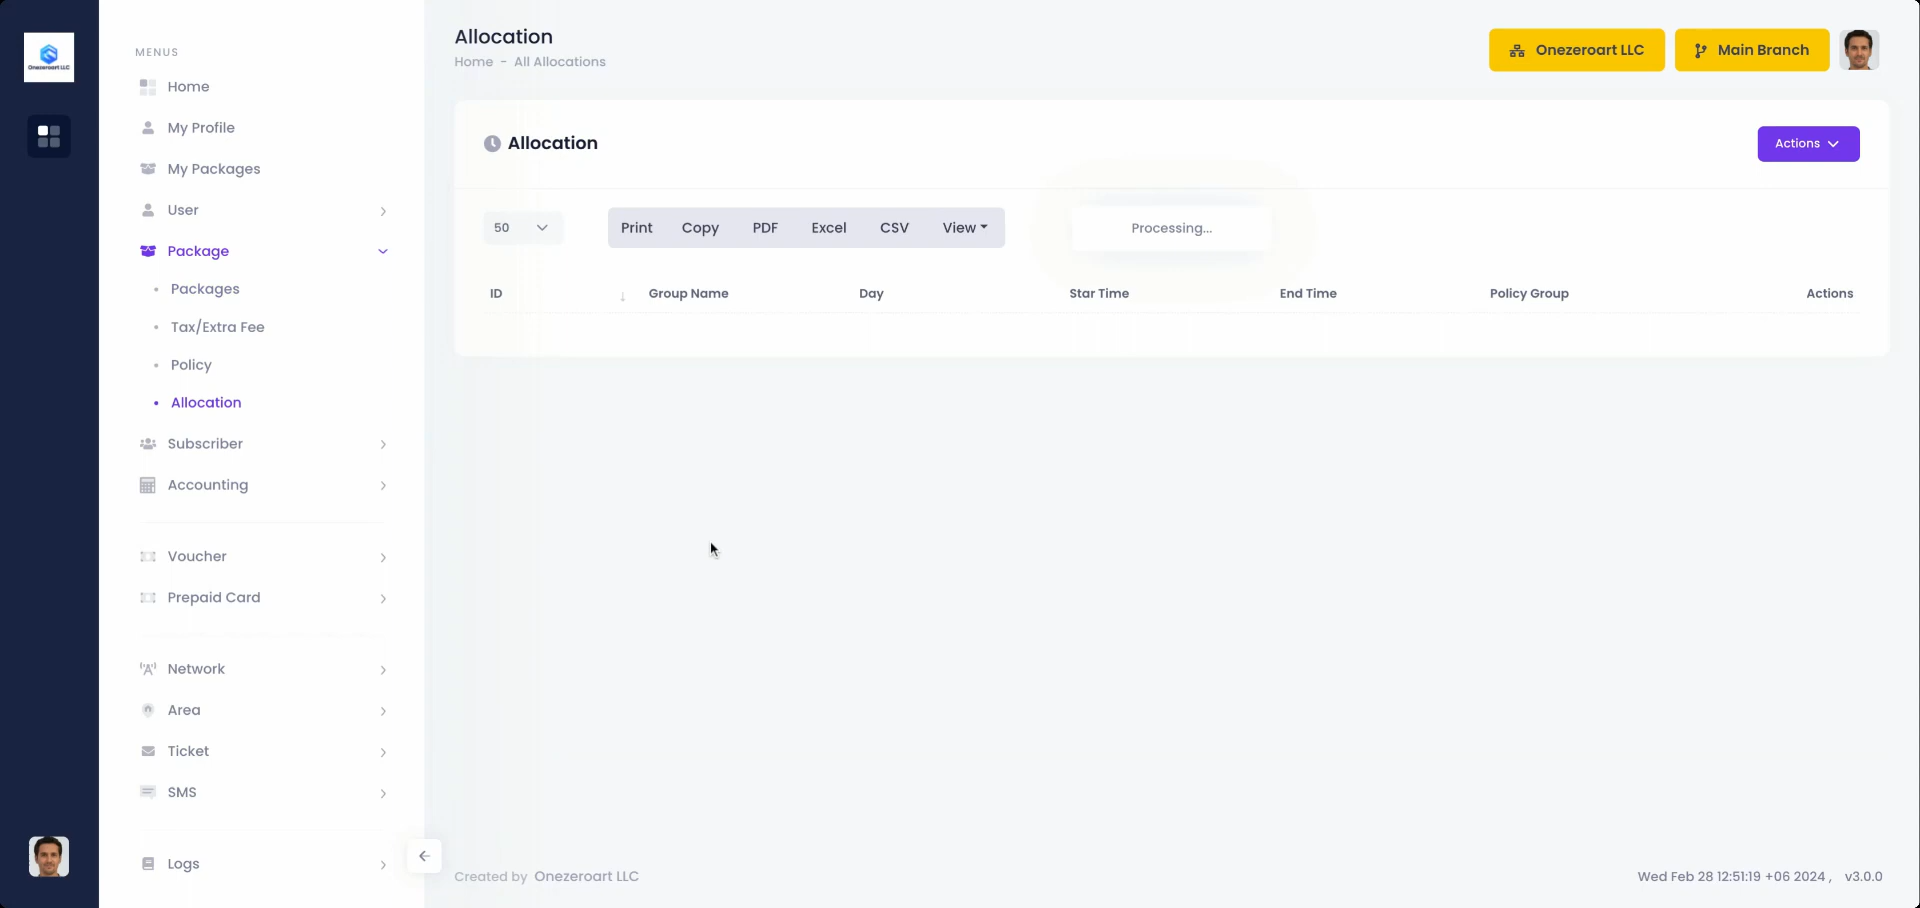 Onezeroart LLC
MENUS
Home
My Profile
My Packages
User
Package
Packages
Tax/Extra Fee
Policy
Allocation
Subscriber
Accounting
Voucher
Prepaid Card
Network
Area
Ticket
SMS
Logs
Allocation
Home - All Allocations
Onezeroart LLC
Main Branch
Allocation
Actions
50
Print Copy PDF Excel CSV View
Processing...
ID Group Name Day Star Time End Time Policy Group Actions
Created by Onezeroart LLC
Wed Feb 28 12:51:19 +06 2024 , v3.0.0